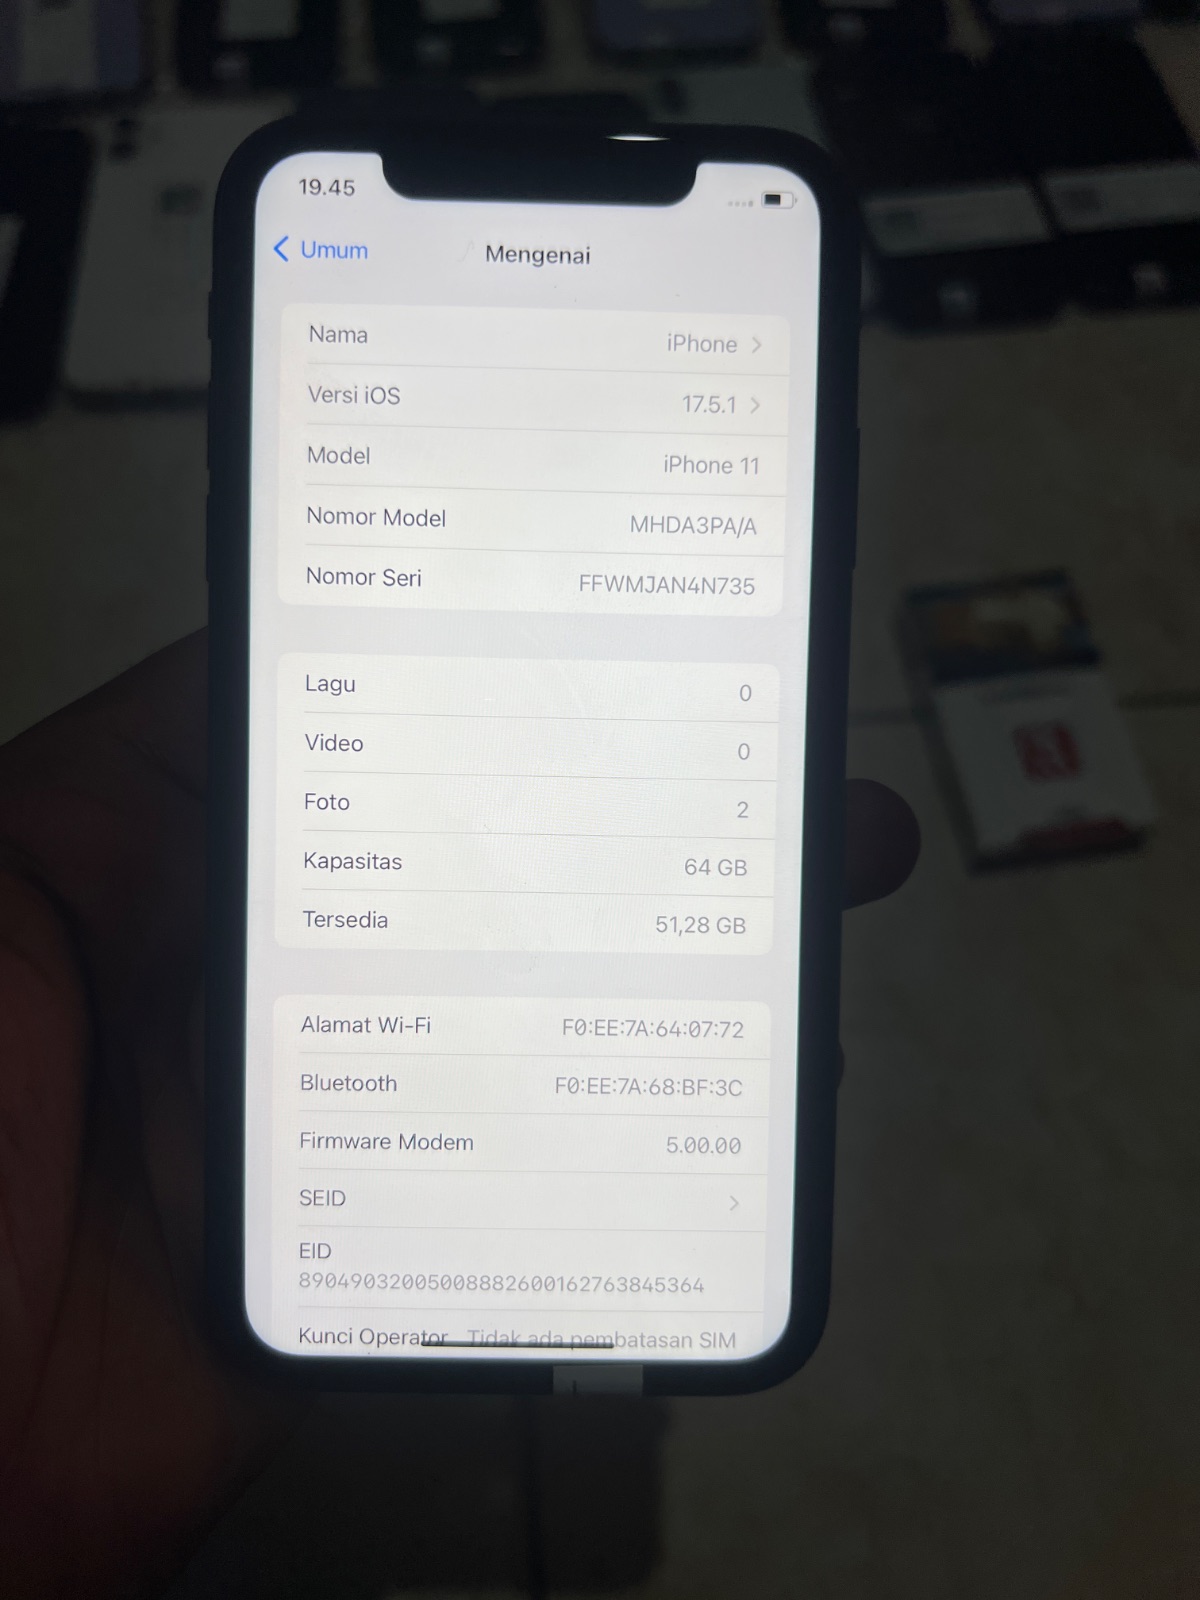 19.45
Umum
Mengenai
Nama iPhone
Versi iOS 17.5.1
Model iPhone 11
Nomor Model MHDA3PA/A
Nomor Seri FFWMJAN4N735
Lagu 0
Video 0
Foto 2
Kapasitas 64 GB
Tersedia 51,28 GB
Alamat Wi-Fi F0:EE:7A:64:07:72
Bluetooth F0:EE:7A:68:BF:3C
Firmware Modem 5.00.00
SEID
EID
89049032005008882600162763845364
Kunci Operator Tidak ada pembatasan SIM